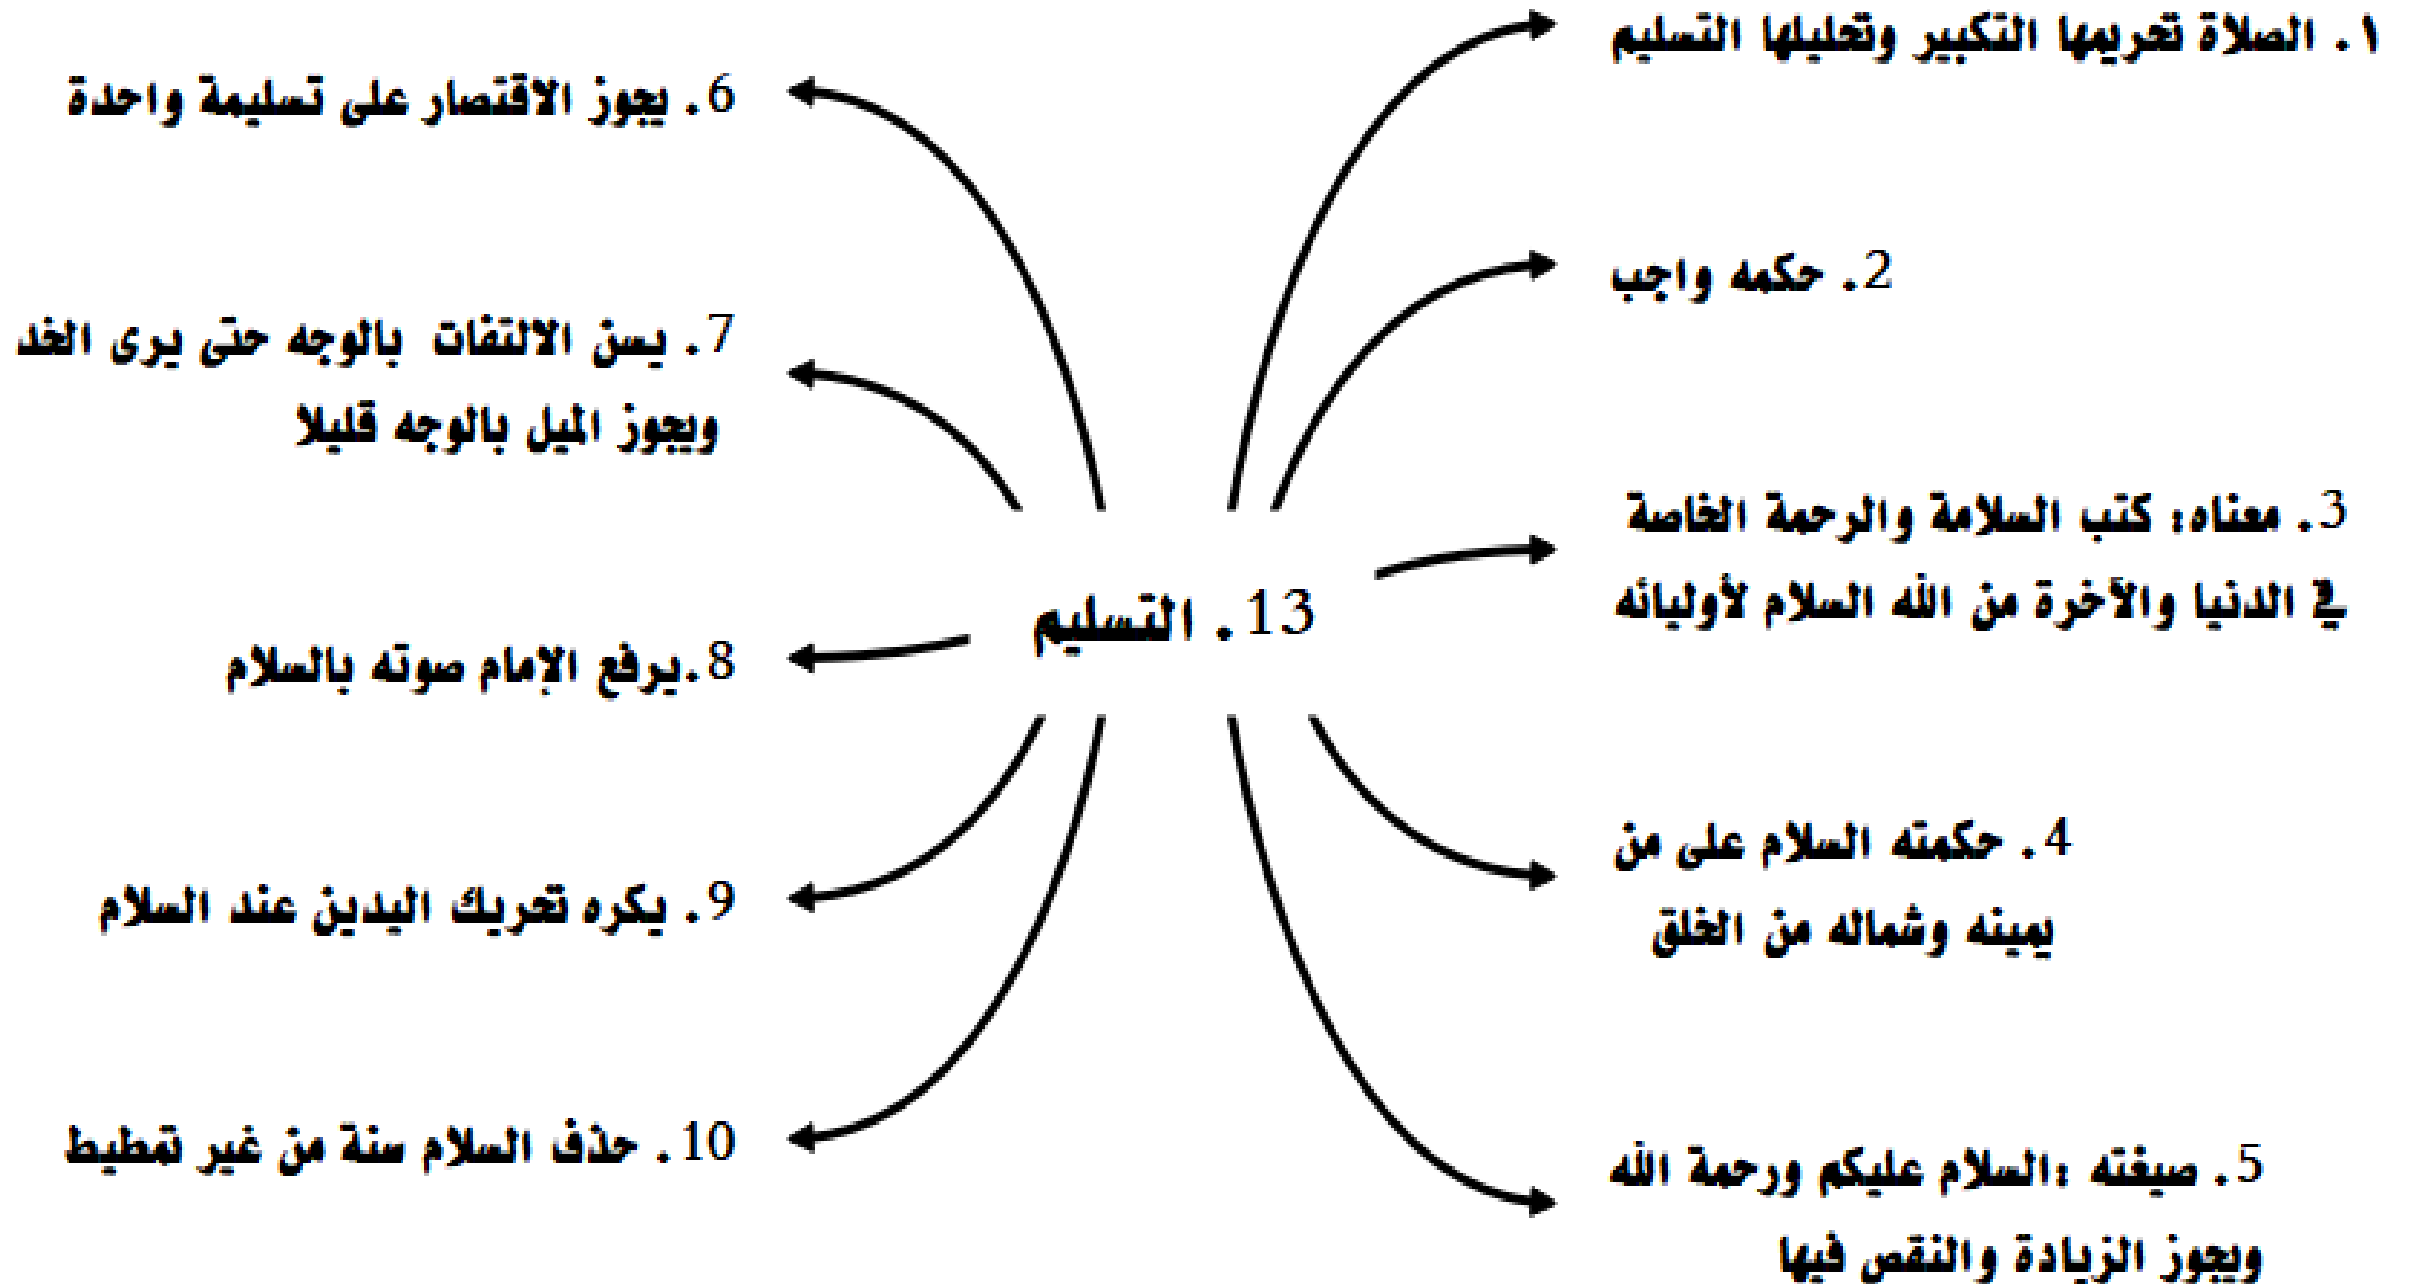 13. التسليم
١. الصلاة تحريمها التكبير وتحليلها التسليم
2. حكمه واجب
3. معناه: كتب السلامة والرحمة الخاصة
في الدنيا والآخرة من الله السلام لأوليائه
4. حكمته السلام على من
يمينه وشماله من الخلق
5. صيغته :السلام عليكم ورحمة الله
ويجوز الزيادة والنقص فيها
6. يجوز الاقتصار على تسليمة واحدة
7. يسن الالتفات بالوجه حتى يرى الخد
ويجوز الميل بالوجه قليلا
8.يرفع الإمام صوته بالسلام
9. يكره تحريك اليدين عند السلام
10. حذف السلام سنة من غير تمطيط